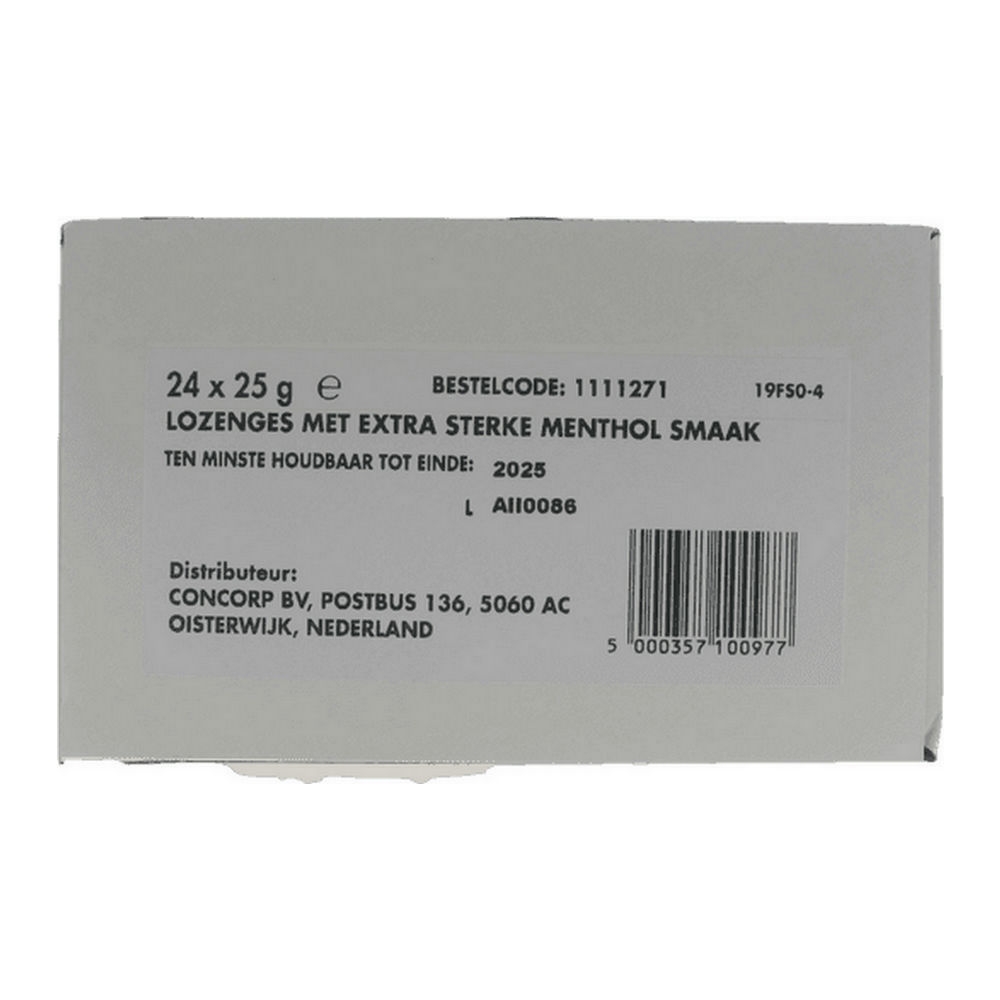 24 x 25 g ℮ BESTELCODE: 1111271 19FS0-4
LOZENGES MET EXTRA STERKE MENTHOL SMAAK
TEN MINSTE HOUDBAAR TOT EINDE: 2025
L AII0086
Distributeur:
CONCORP BV, POSTBUS 136, 5060 AC
OISTERWIJK, NEDERLAND
5 000357 100977